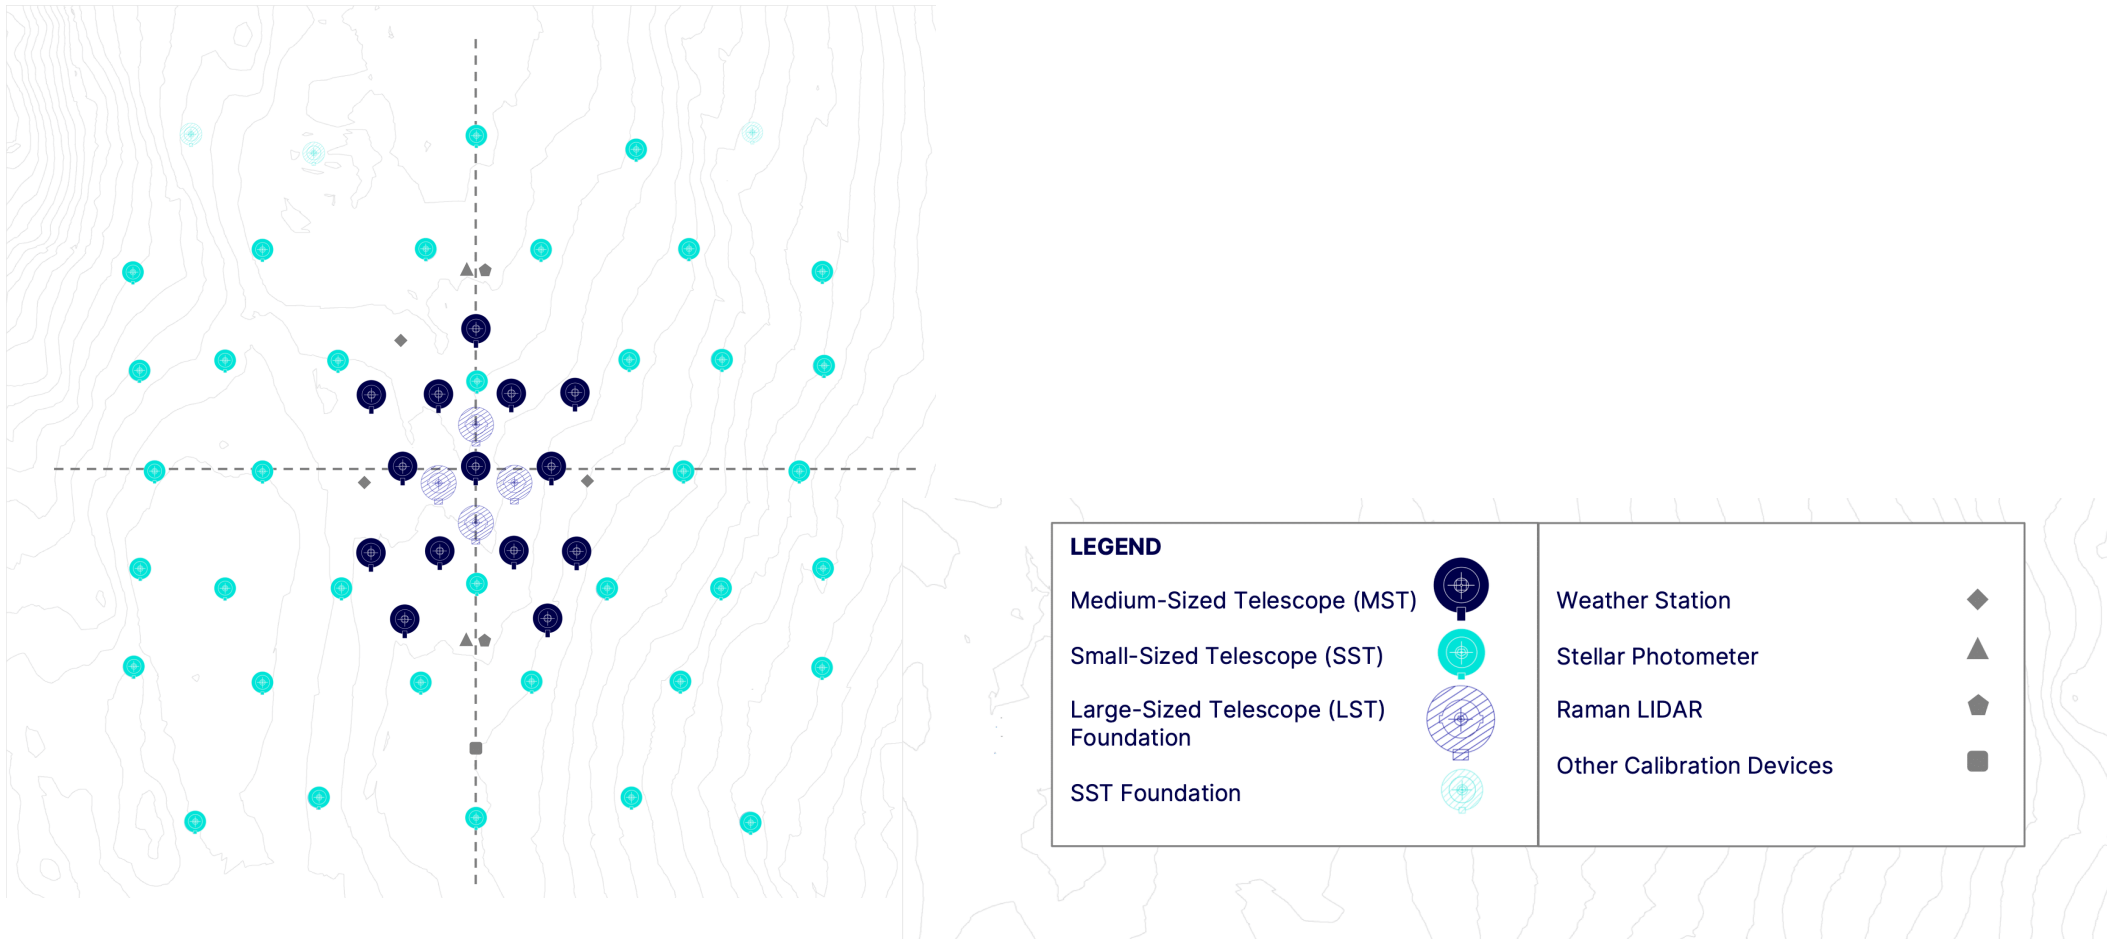 LEGEND
Medium-Sized Telescope (MST)
Small-Sized Telescope (SST)
Large-Sized Telescope (LST)
Foundation
SST Foundation
Weather Station
Stellar Photometer
Raman LIDAR
Other Calibration Devices